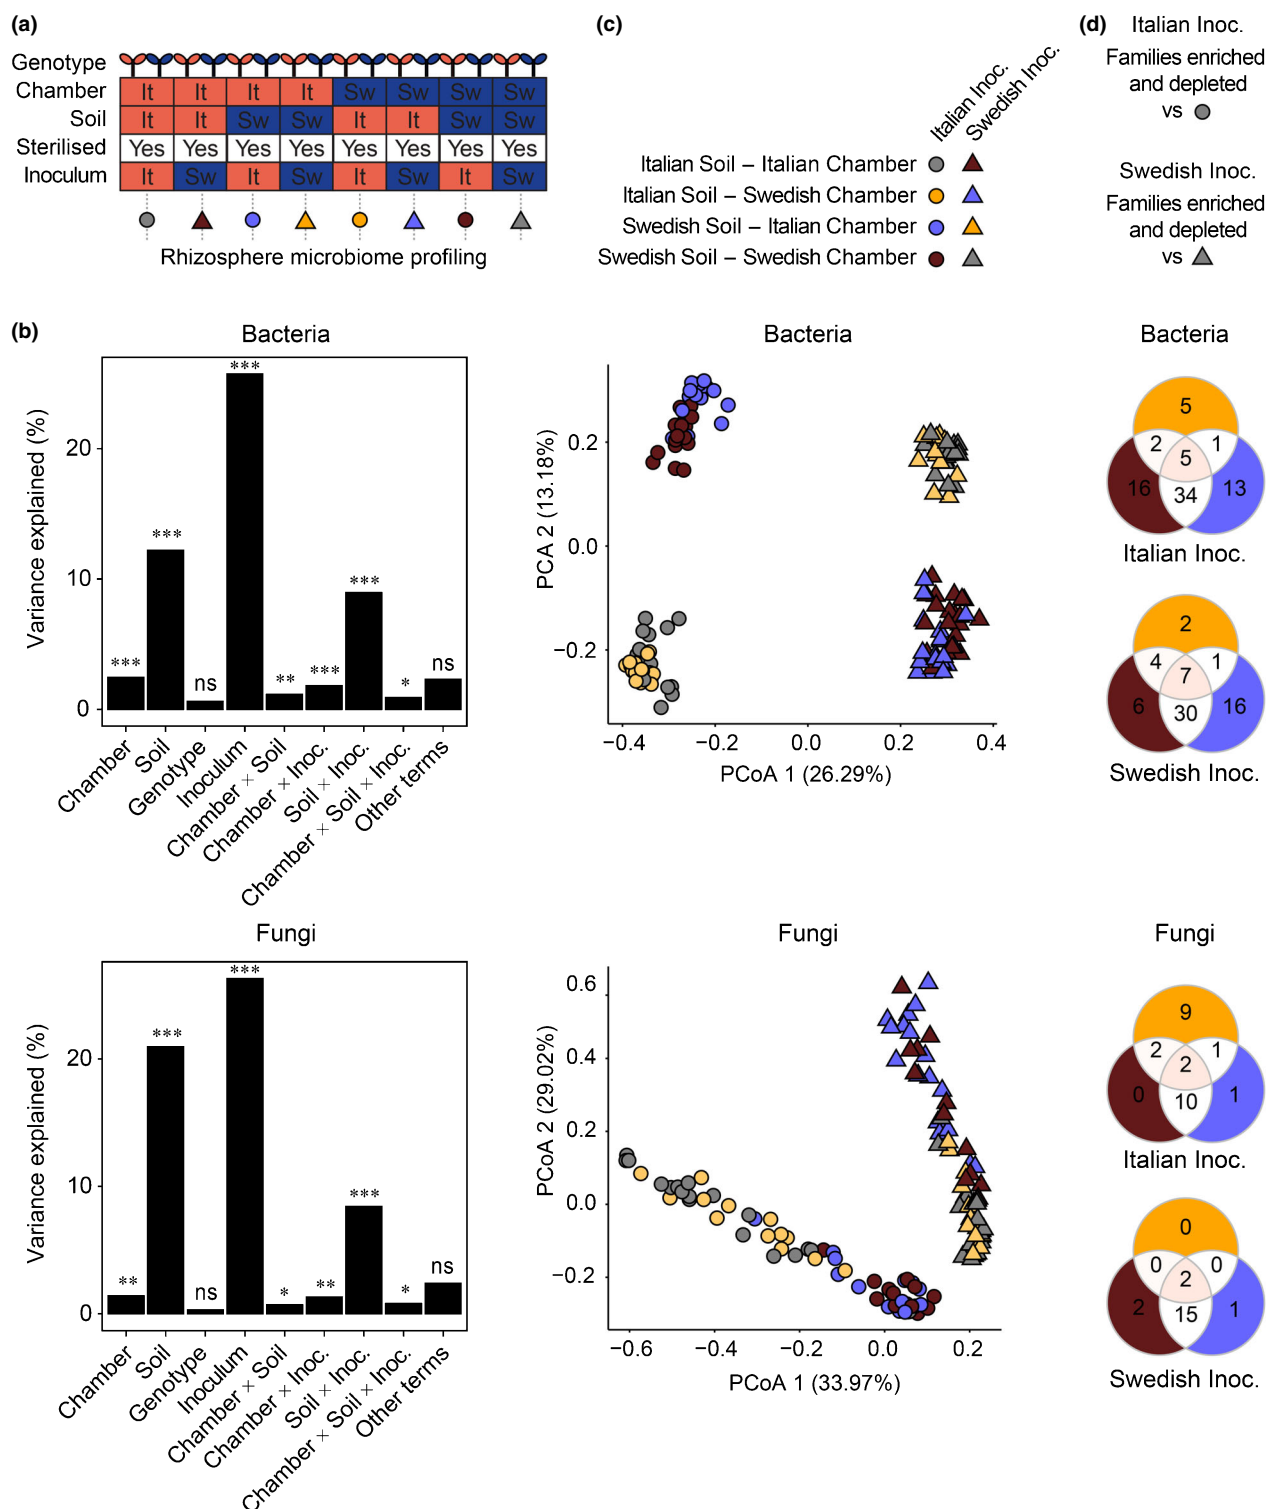 (a)
Genotype
Chamber It It It It Sw Sw Sw Sw
Soil It It Sw Sw It It Sw Sw
Sterilised Yes Yes Yes Yes Yes Yes Yes Yes
Inoculum It Sw It Sw It Sw It Sw
Rhizosphere microbiome profiling
(c)
Italian Inoc.
Swedish Inoc.
Italian Soil – Italian Chamber
Italian Soil – Swedish Chamber
Swedish Soil – Italian Chamber
Swedish Soil – Swedish Chamber
(d)
Italian Inoc.
Families enriched
and depleted
vs
Swedish Inoc.
Families enriched
and depleted
vs
(b)
Bacteria
Variance explained (%)
20
10
0
***
***
ns
***
**
***
***
*
ns
Chamber
Soil
Genotype
Inoculum
Chamber × Soil
Chamber × Inoc.
Soil × Inoc.
Chamber × Soil × Inoc.
Other terms
Bacteria
PCA 2 (13.18%)
0.2
0.0
−0.2
−0.4 −0.2 0.0 0.2 0.4
PCoA 1 (26.29%)
Bacteria
5
2 1
5
16 34 13
Italian Inoc.
2
4 1
7
6 30 16
Swedish Inoc.
Fungi
Variance explained (%)
20
10
0
**
***
ns
***
*
**
***
*
ns
Chamber
Soil
Genotype
Inoculum
Chamber × Soil
Chamber × Inoc.
Soil × Inoc.
Chamber × Soil × Inoc.
Other terms
Fungi
PCoA 2 (29.02%)
0.6
0.4
0.2
0.0
−0.2
−0.6 −0.4 −0.2 0.0 0.2
PCoA 1 (33.97%)
Fungi
9
2 1
2
0 10 1
Italian Inoc.
0
0 0
2
2 15 1
Swedish Inoc.